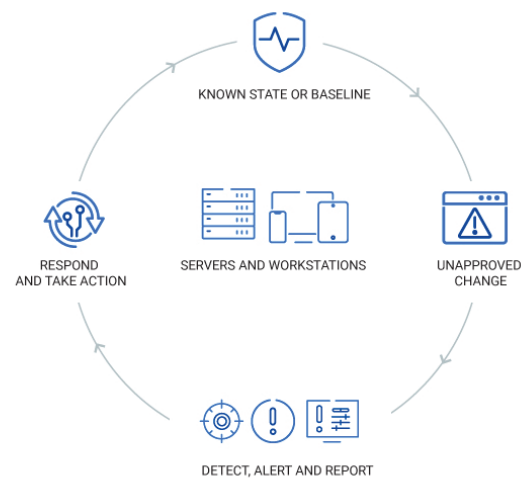 KNOWN STATE OR BASELINE
RESPOND
AND TAKE ACTION
SERVERS AND WORKSTATIONS
UNAPPROVED
CHANGE
DETECT, ALERT AND REPORT